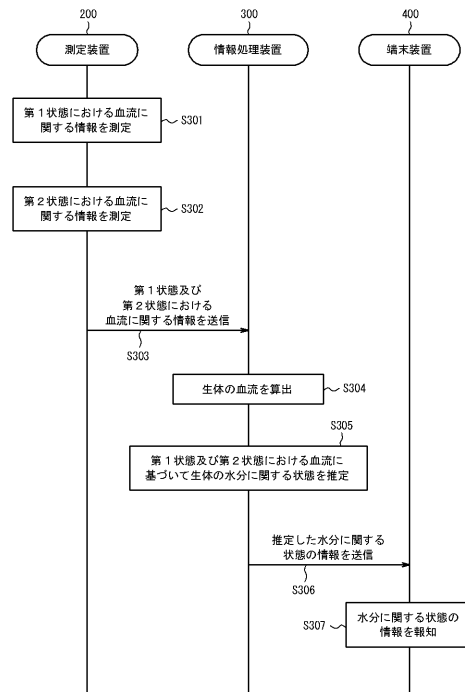 200
300
400
測定装置
情報処理装置
端末装置
第1状態における血流に
関する情報を測定
S301
第2状態における血流に
関する情報を測定
S302
第1状態及び
第2状態における
血流に関する情報を送信
S303
生体の血流を算出
S304
S305
第1状態及び第2状態における血流に
基づいて生体の水分に関する状態を推定
推定した水分に関する
状態の情報を送信
S306
水分に関する状態の
情報を報知
S307